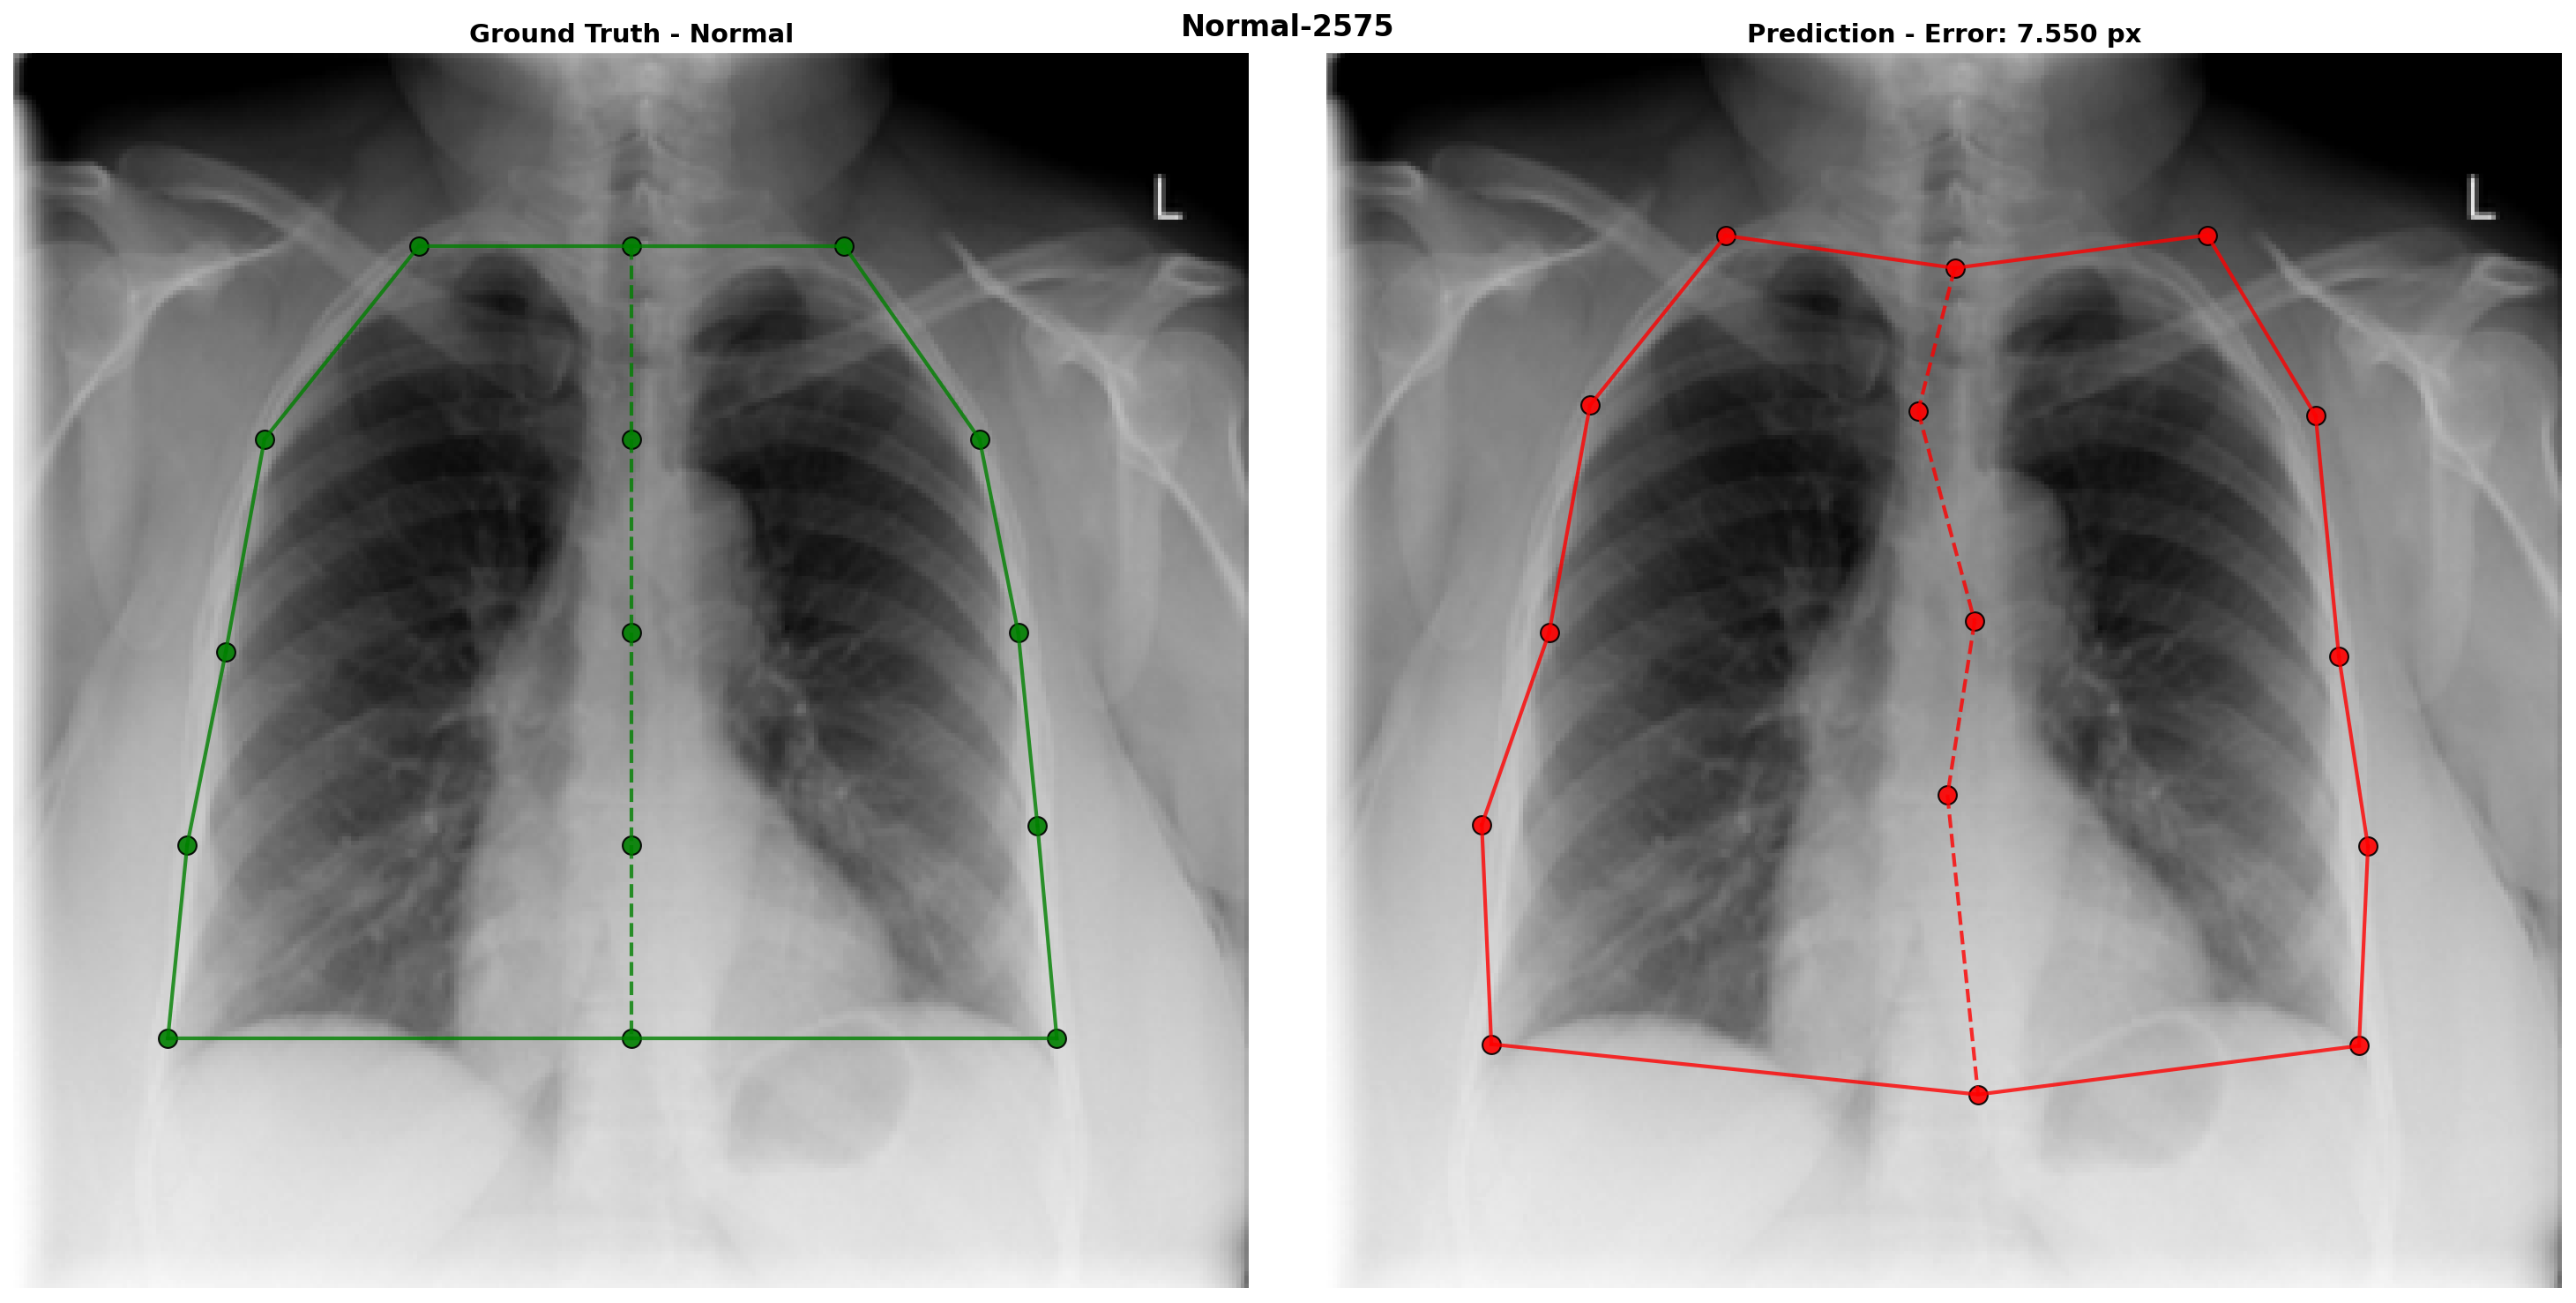 Normal-2575
Ground Truth - Normal
Prediction - Error: 7.550 px
L
L